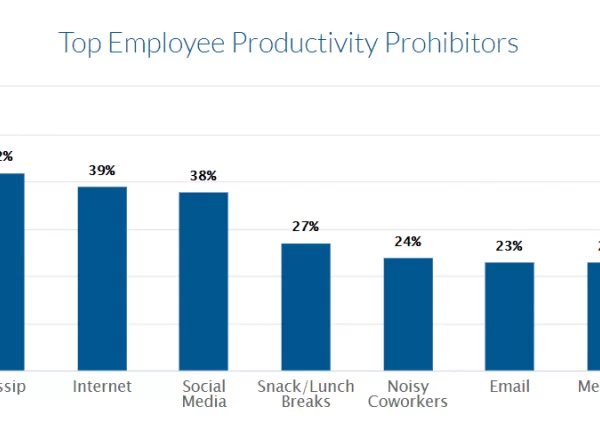 Top Employee Productivity Prohibitors
2%
39%
38%
27%
24%
23%
ssip
Internet
Social
Media
Snack/Lunch
Breaks
Noisy
Coworkers
Email
Me